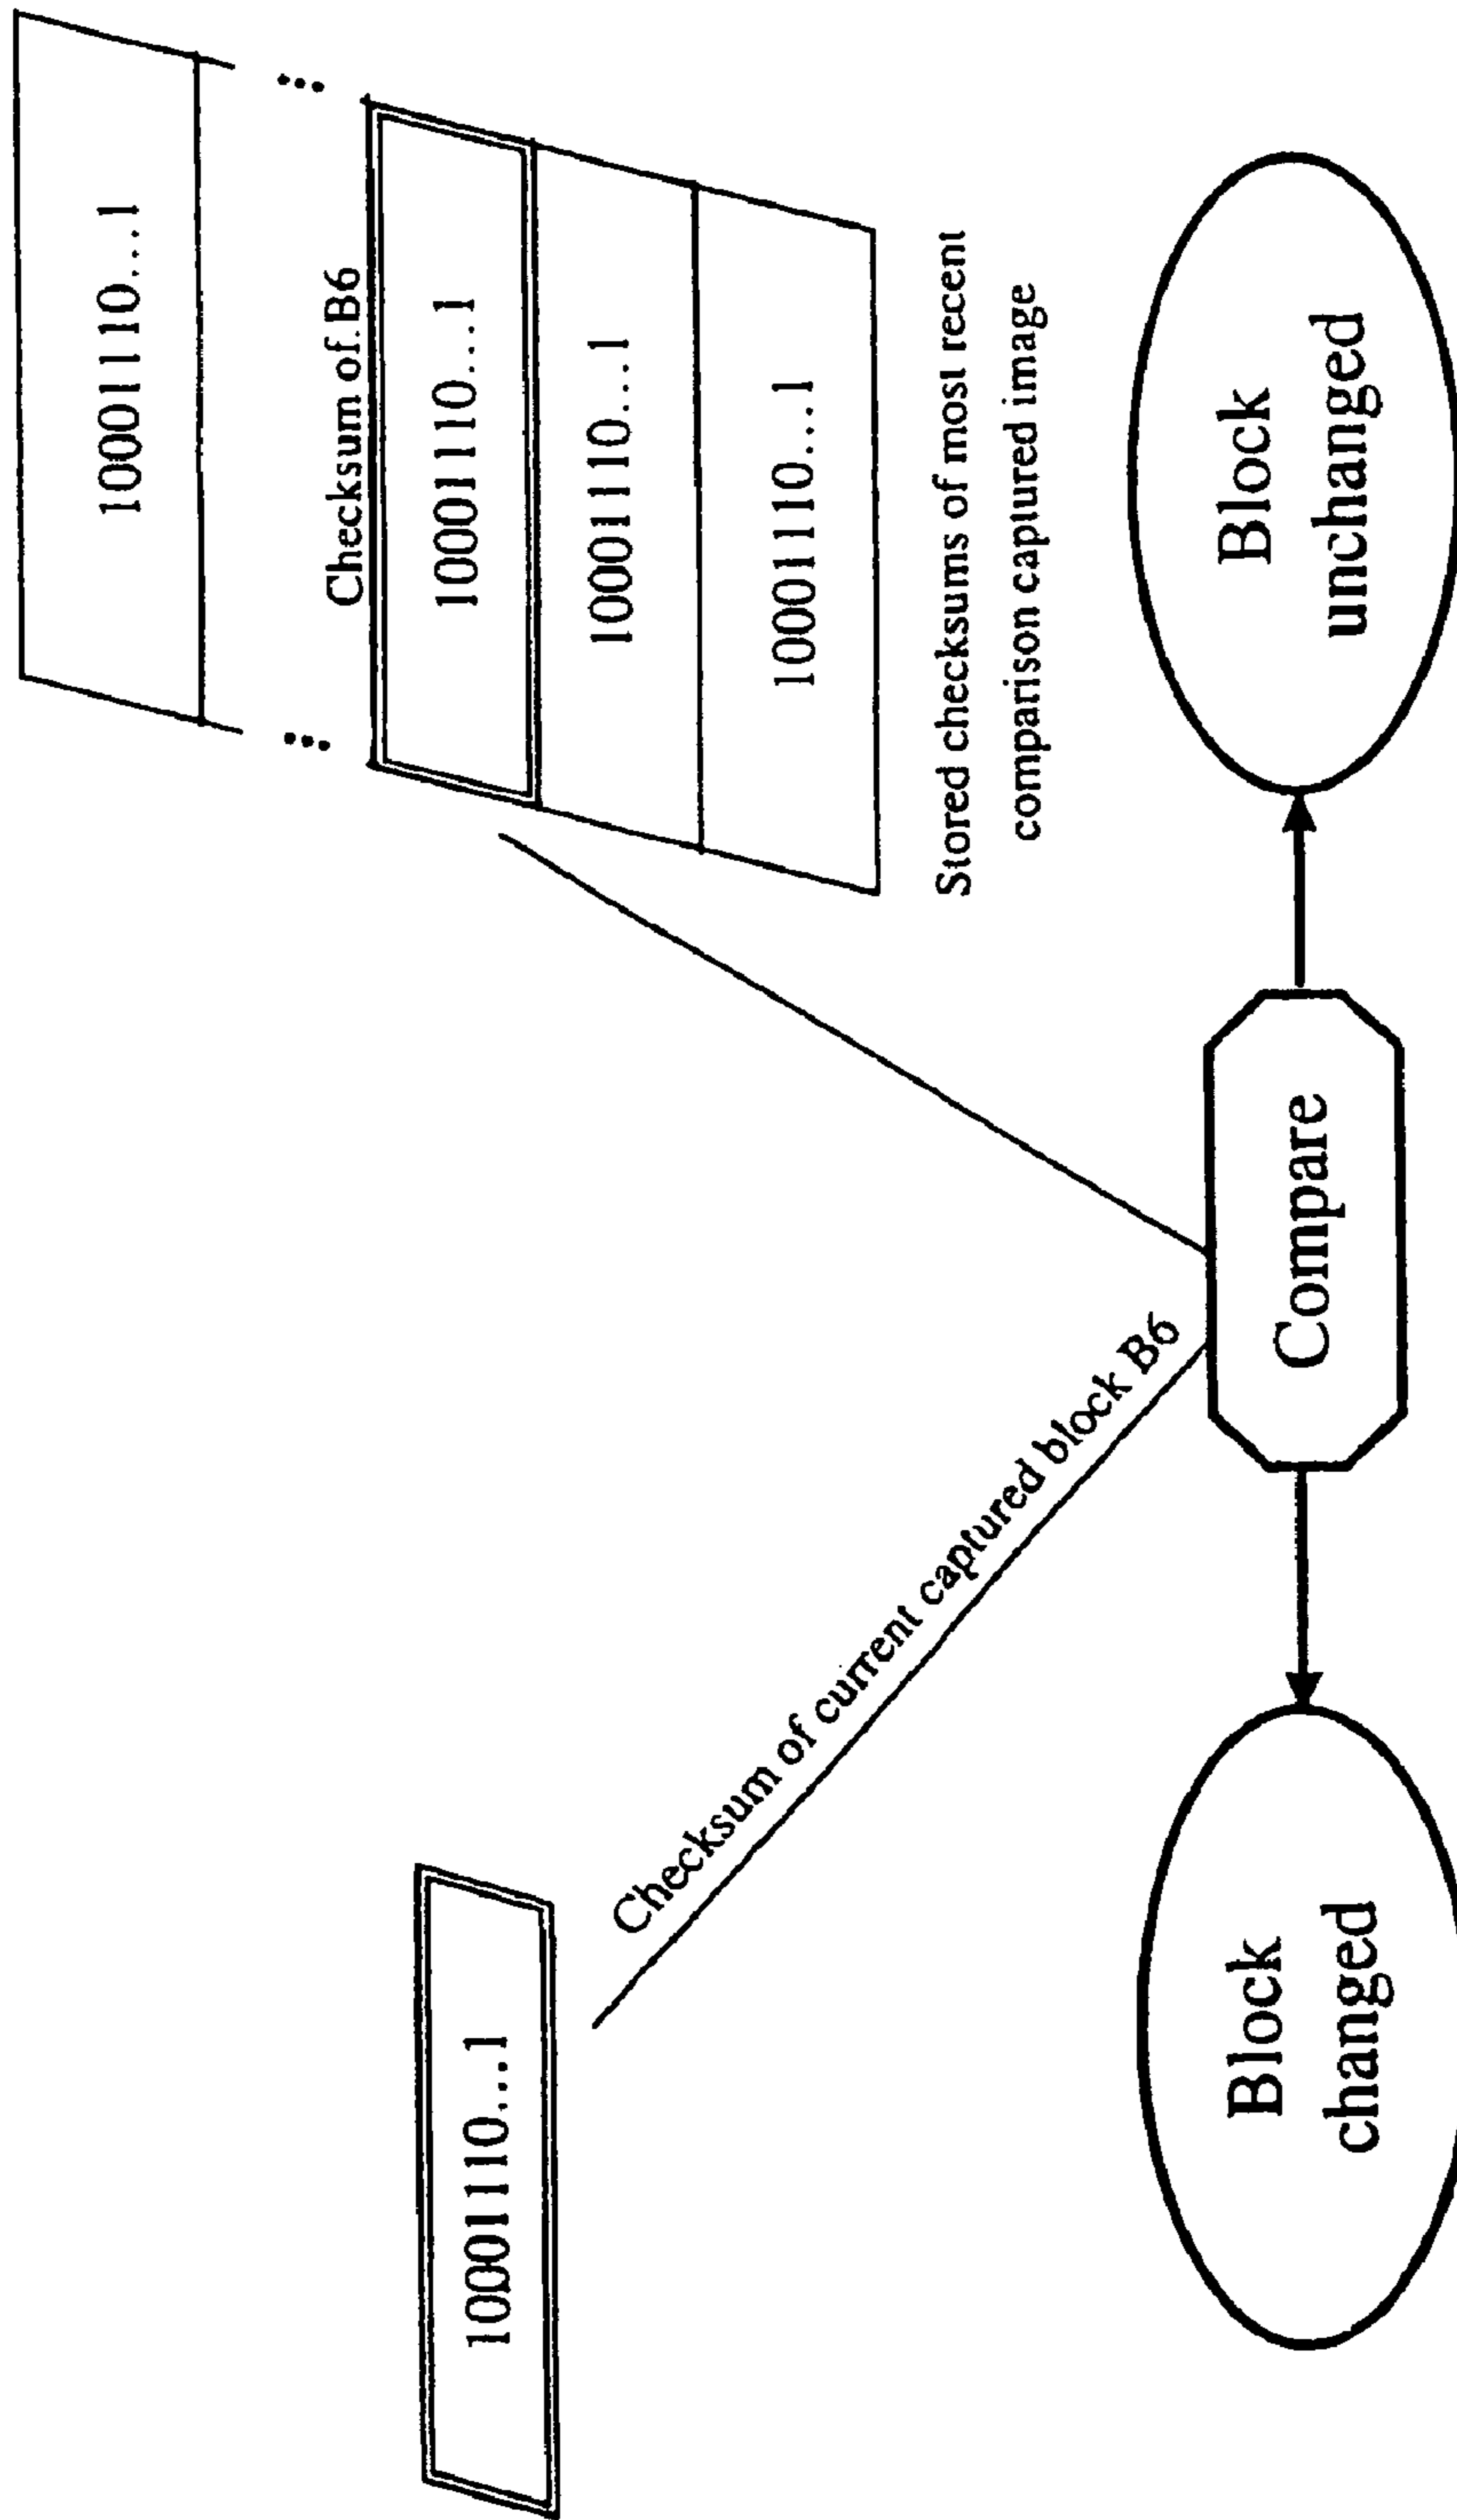 10001110...1
Checksum of B6
10001110...1
10001110...1
10001110...1
10001110...1
Checksum of current captured block B6
Stored checksums of most recent
comparison captured image
Compare
Block
changed
Block
unchanged